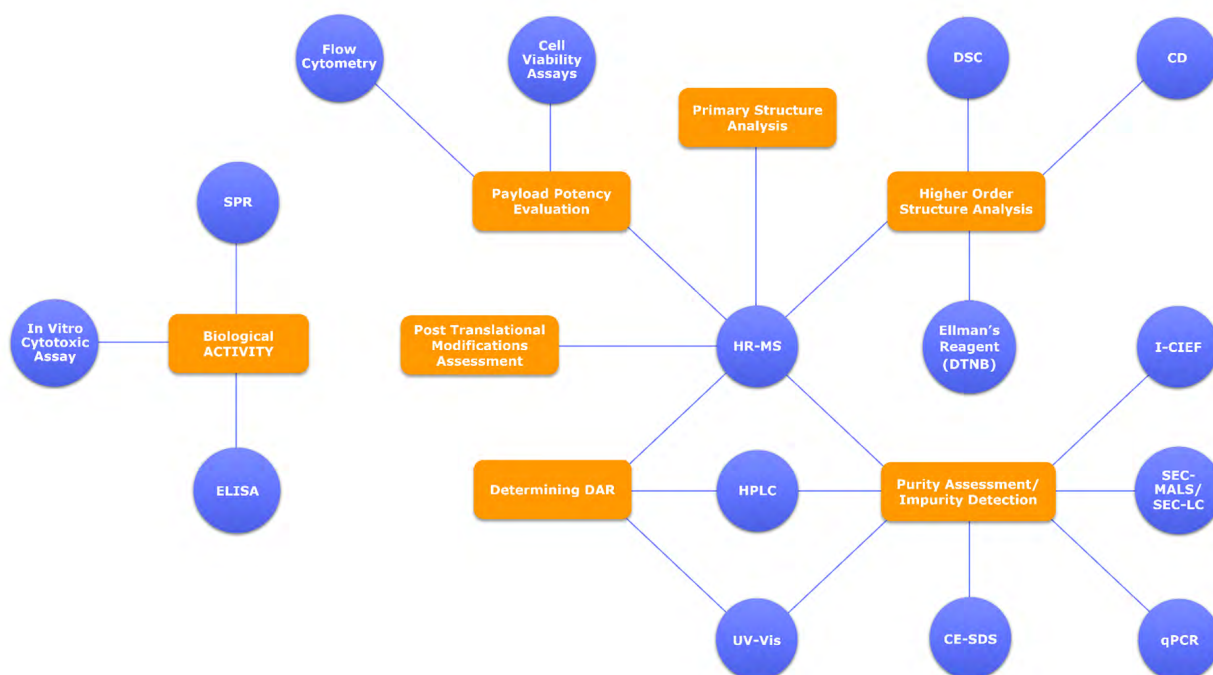 Flow
Cytometry
Cell
Viability
Assays
DSC
CD
Primary Structure
Analysis
Payload Potency
Evaluation
Higher Order
Structure Analysis
SPR
In Vitro
Cytotoxic
Assay
Biological
ACTIVITY
Post Translational
Modifications
Assessment
HR-MS
Ellman's
Reagent
(DTNB)
I-CIEF
ELISA
Determining DAR
HPLC
Purity Assessment/
Impurity Detection
SEC-
MALS/
SEC-LC
UV-Vis
CE-SDS
qPCR